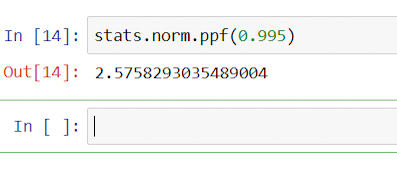 In [14]: stats.norm.ppf(0.995)
Out[14]: 2.5758293035489004
In [ ]: